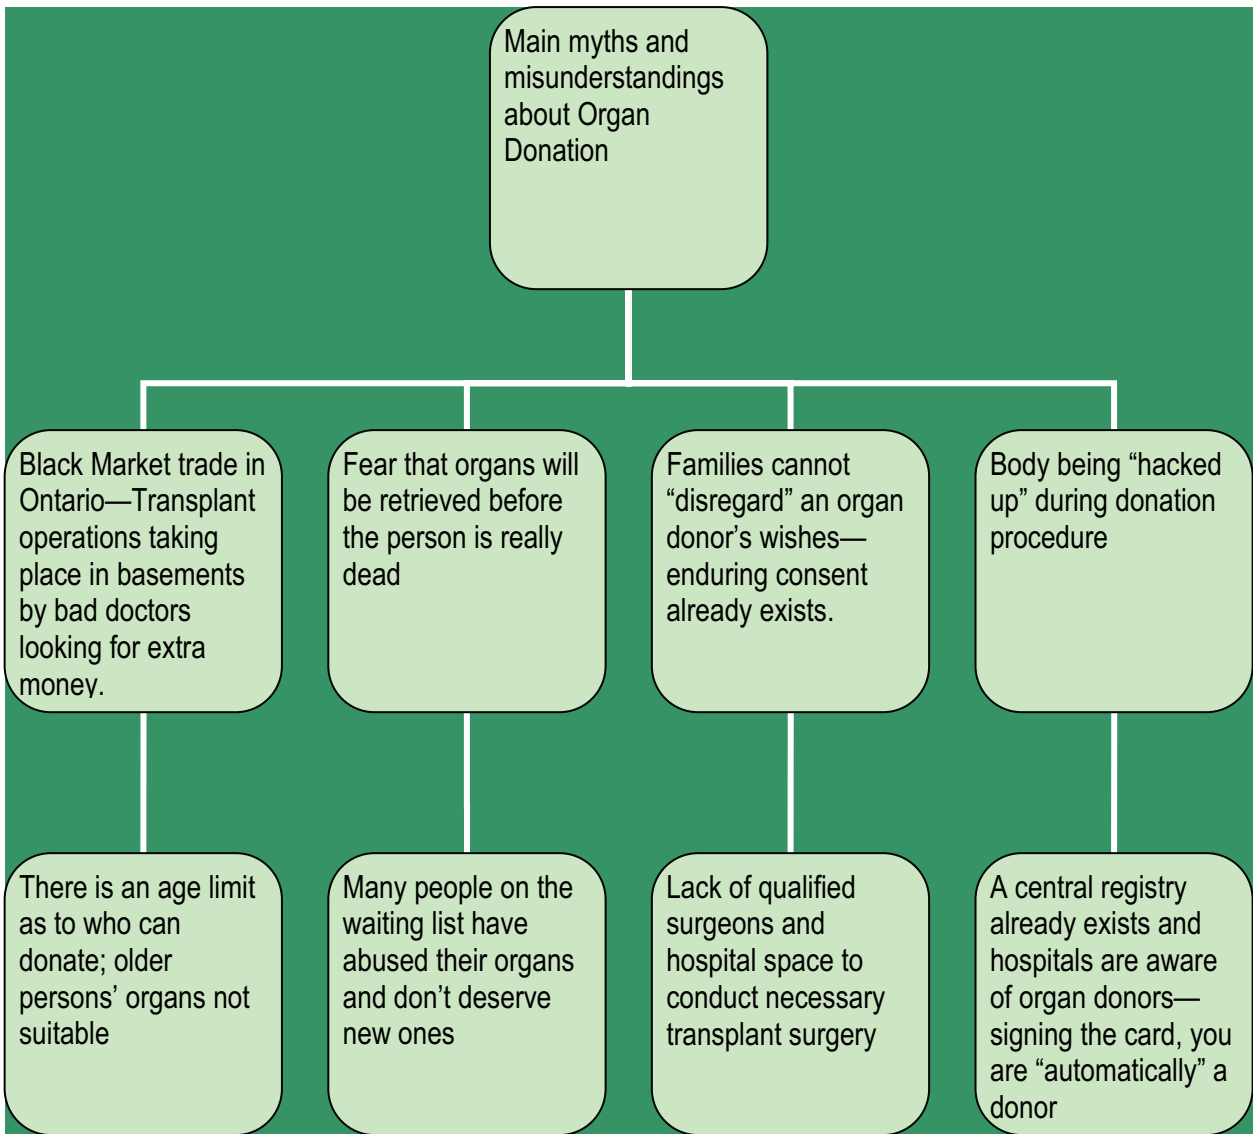 Main myths and
misunderstandings
about Organ
Donation
Black Market trade in
Ontario—Transplant
operations taking
place in basements
by bad doctors
looking for extra
money.
Fear that organs will
be retrieved before
the person is really
dead
Families cannot
“disregard” an organ
donor’s wishes—
enduring consent
already exists.
Body being “hacked
up” during donation
procedure
There is an age limit
as to who can
donate; older
persons’ organs not
suitable
Many people on the
waiting list have
abused their organs
and don’t deserve
new ones
Lack of qualified
surgeons and
hospital space to
conduct necessary
transplant surgery
A central registry
already exists and
hospitals are aware
of organ donors—
signing the card, you
are “automatically” a
donor